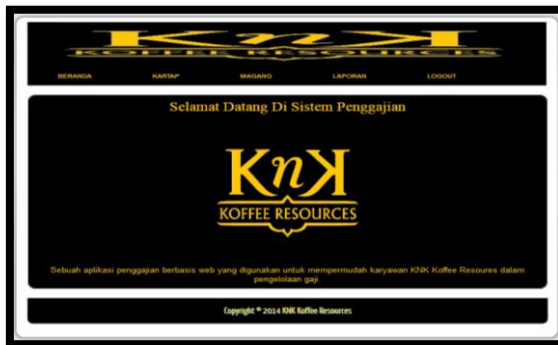 KnK
KOFFEE RESOURCES
BERANDA KARTAP MAGANG LAPORAN LOGOUT
Selamat Datang Di Sistem Penggajian
KnK
KOFFEE RESOURCES
Sebuah aplikasi penggajian berbasis web yang digunakan untuk mempermudah karyawan KNK Koffee Resoures dalam
pengelolaan gaji.
Copyright © 2014 KNK Koffee Resources